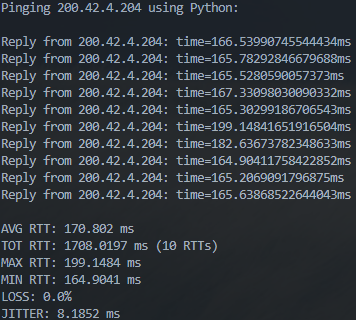 Pinging 200.42.4.204 using Python:
Reply from 200.42.4.204: time=166.53990745544434ms
Reply from 200.42.4.204: time=165.78292846679688ms
Reply from 200.42.4.204: time=165.5280590057373ms
Reply from 200.42.4.204: time=167.33098030090332ms
Reply from 200.42.4.204: time=165.30299186706543ms
Reply from 200.42.4.204: time=199.14841651916504ms
Reply from 200.42.4.204: time=182.63673782348633ms
Reply from 200.42.4.204: time=164.90411758422852ms
Reply from 200.42.4.204: time=165.2069091796875ms
Reply from 200.42.4.204: time=165.63868522644043ms
AVG RTT: 170.802 ms
TOT RTT: 1708.0197 ms (10 RTTs)
MAX RTT: 199.1484 ms
MIN RTT: 164.9041 ms
LOSS: 0.0%
JITTER: 8.1852 ms